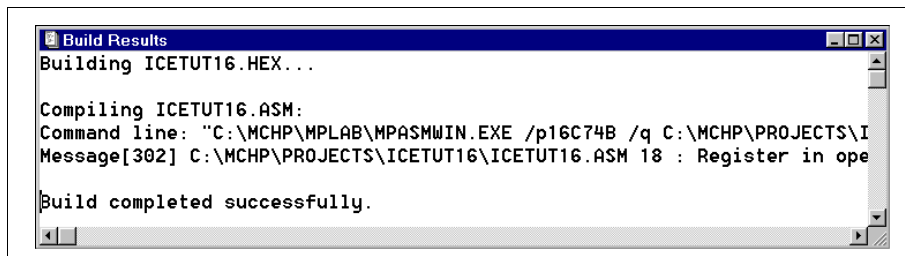 Build Results
Building ICETUT16.HEX...
Compiling ICETUT16.ASM:
Command line: "C:\MCHP\MPLAB\MPASMWIN.EXE /p16C74B /q C:\MCHP\PROJECTS\I
Message[302] C:\MCHP\PROJECTS\ICETUT16\ICETUT16.ASM 18 : Register in ope
Build completed successfully.